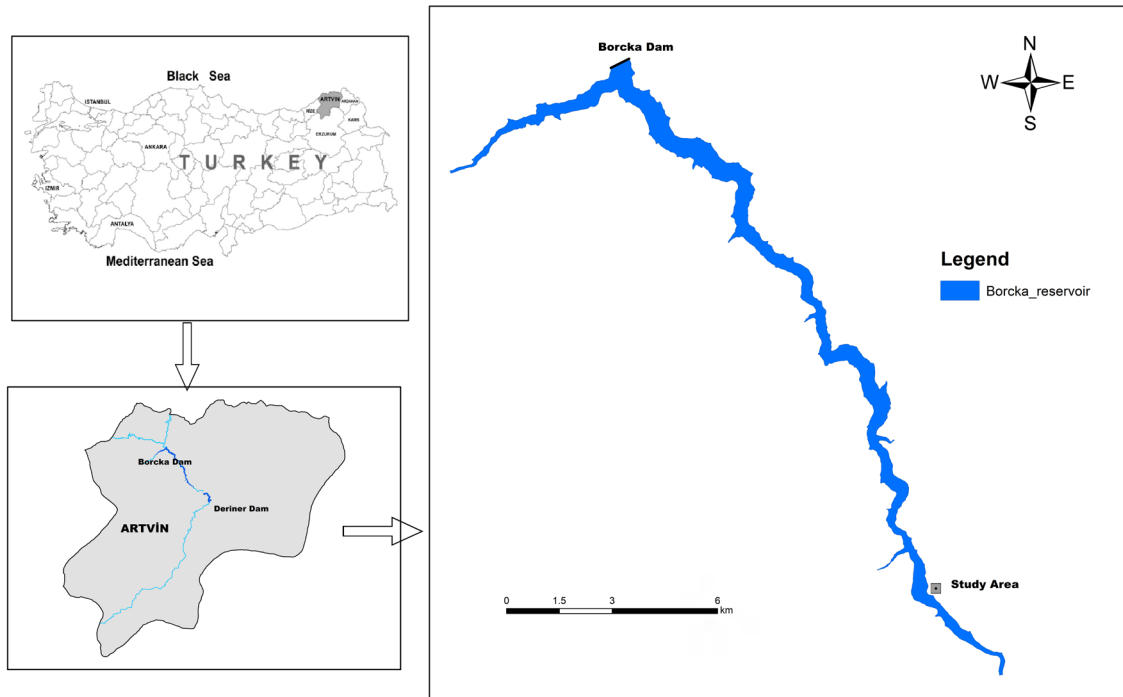 Black Sea
ISTANBUL
ARTVIN
RIZE
ARDAHAN
KARS
ERZURUM
ANKARA
TURKEY
IZMIR
ANTALYA
Mediterranean Sea
Borcka Dam
Deriner Dam
ARTVİN
Borcka Dam
N
W
E
S
Legend
Borcka_reservoir
Study Area
0 1.5 3 6
km